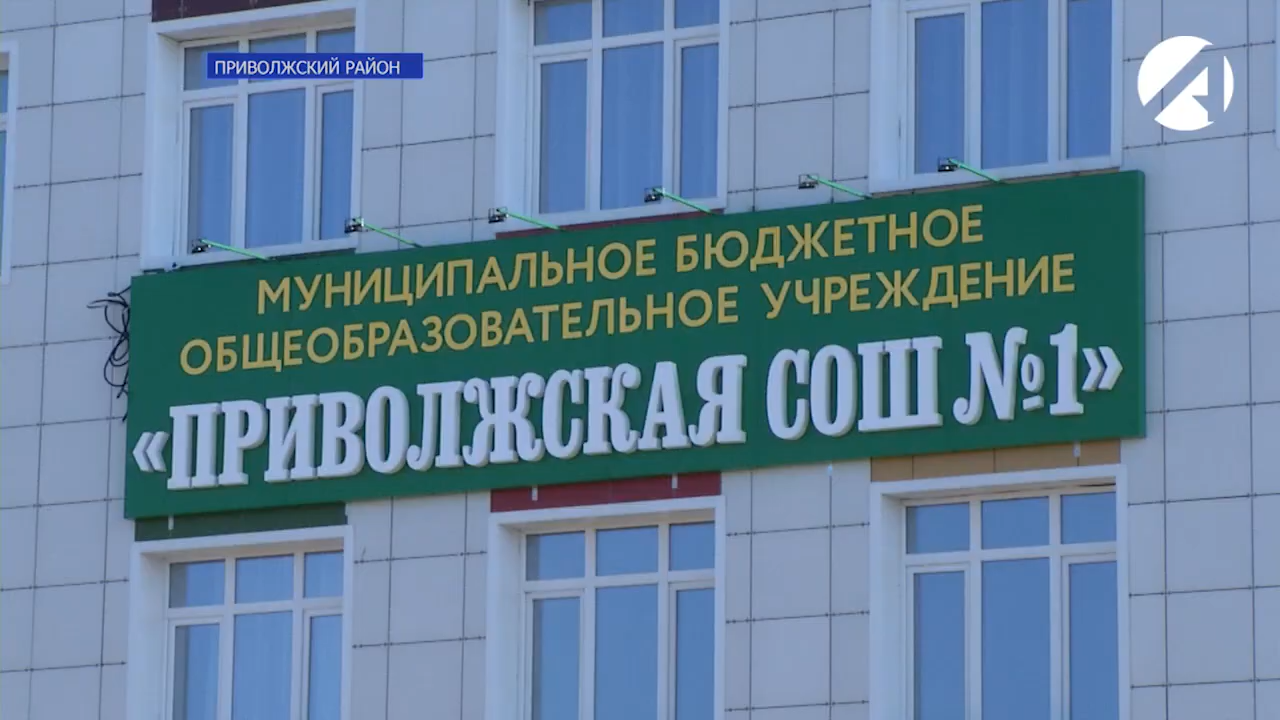 ПРИВОЛЖСКИЙ РАЙОН
МУНИЦИПАЛЬНОЕ БЮДЖЕТНОЕ
ОБЩЕОБРАЗОВАТЕЛЬНОЕ УЧРЕЖДЕНИЕ
«ПРИВОЛЖСКАЯ СОШ №1»